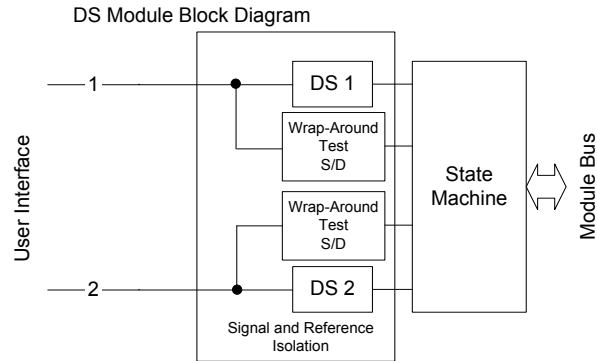 DS Module Block Diagram
User Interface
1
DS 1
Wrap-Around
Test
S/D
Wrap-Around
Test
S/D
2
DS 2
Signal and Reference
Isolation
State
Machine
Module Bus